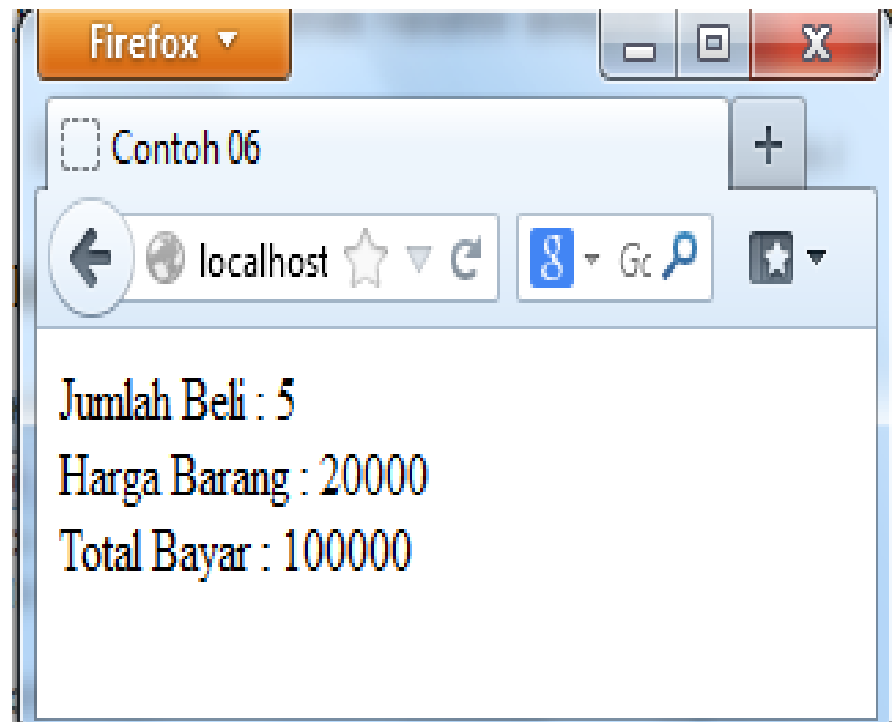 Firefox
Contoh 06
localhost
Jumlah Beli : 5
Harga Barang : 20000
Total Bayar : 100000